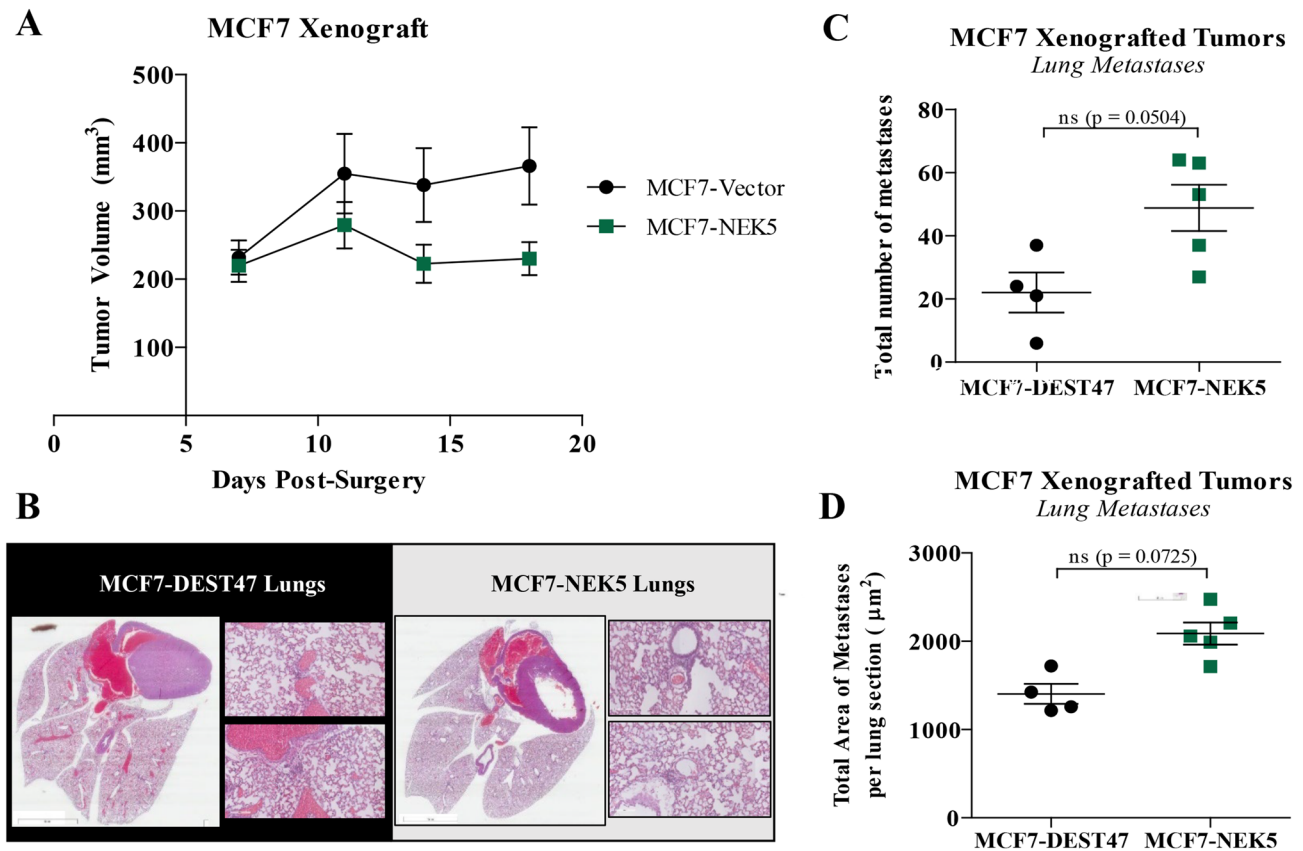 A
MCF7 Xenograft
500
400
300
200
100
Tumor Volume (mm³)
0 5 10 15 20
Days Post-Surgery
MCF7-Vector
MCF7-NEK5
B
MCF7-DEST47 Lungs
MCF7-NEK5 Lungs
C
MCF7 Xenografted Tumors
Lung Metastases
ns (p = 0.0504)
80
60
40
20
0
Total number of metastases
MCF7-DEST47 MCF7-NEK5
D
MCF7 Xenografted Tumors
Lung Metastases
ns (p = 0.0725)
3000
2000
1000
0
Total Area of Metastases
per lung section ( μm²)
MCF7-DEST47 MCF7-NEK5